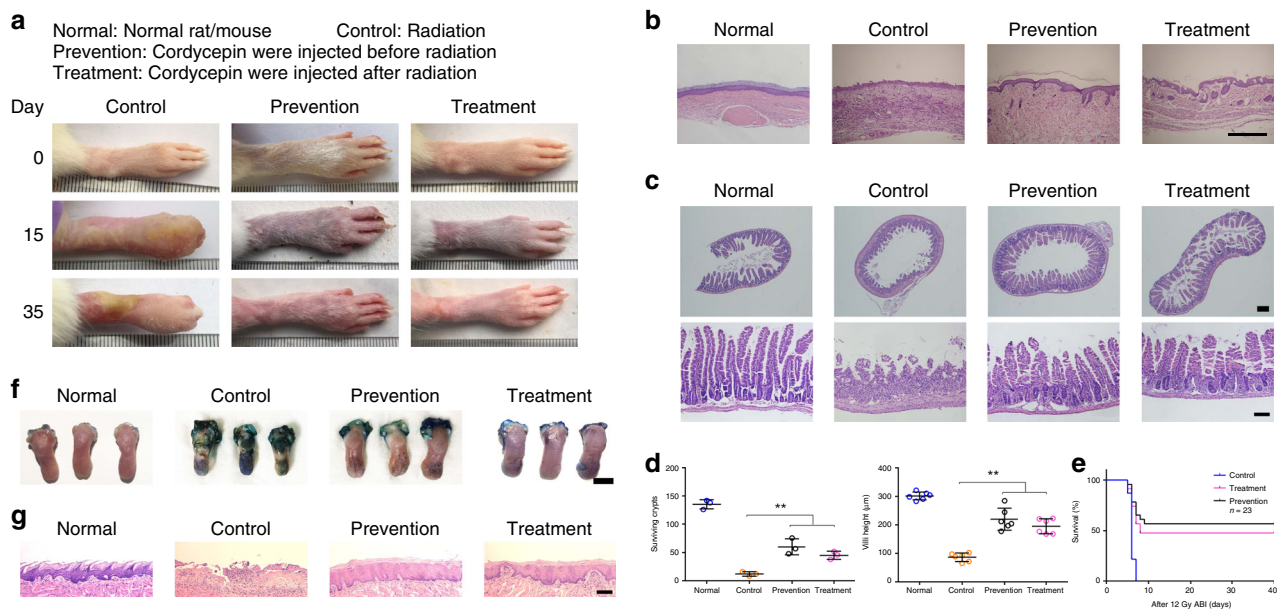 a
Normal: Normal rat/mouse Control: Radiation
Prevention: Cordycepin were injected before radiation
Treatment: Cordycepin were injected after radiation
Day Control Prevention Treatment
0
15
35
b
Normal Control Prevention Treatment
c
Normal Control Prevention Treatment
f
Normal Control Prevention Treatment
g
Normal Control Prevention Treatment
d
Surviving crypts
200
150
100
50
0
**
Normal Control Prevention Treatment
Villi height (μm)
400
300
200
100
0
**
Normal Control Prevention Treatment
e
Survival (%)
100
50
0
Control
Treatment
Prevention
n = 23
0 10 20 30 40
After 12 Gy ABI (days)